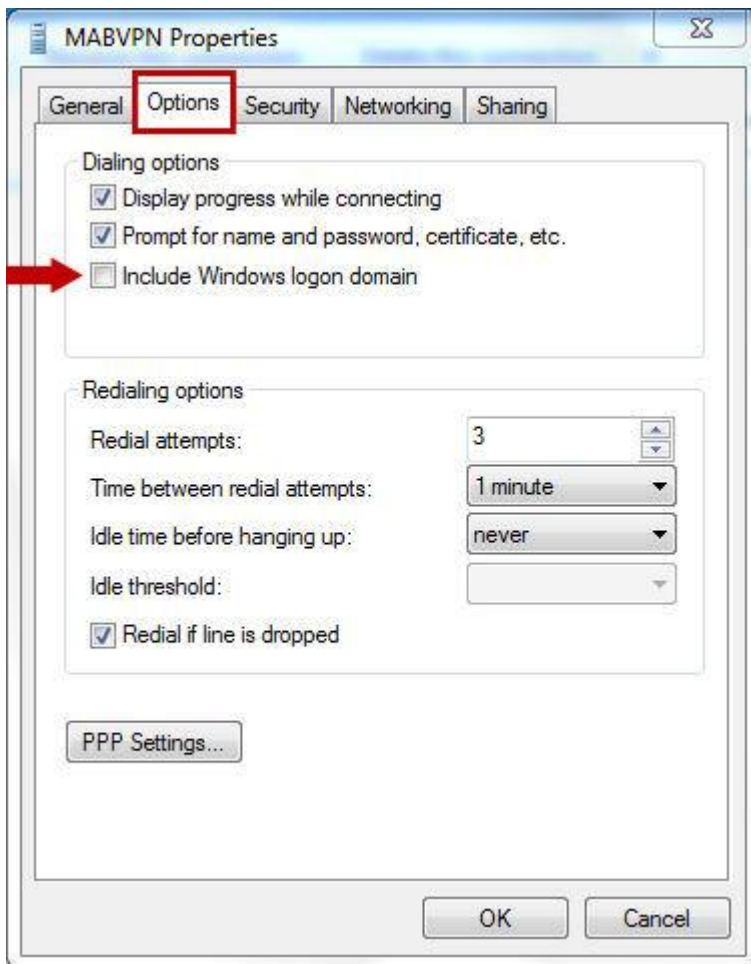 MABVPN Properties
General Options Security Networking Sharing
Dialing options
Display progress while connecting
Prompt for name and password, certificate, etc.
Include Windows logon domain
Redialing options
Redial attempts: 3
Time between redial attempts: 1 minute
Idle time before hanging up: never
Idle threshold:
Redial if line is dropped
PPP Settings...
OK Cancel